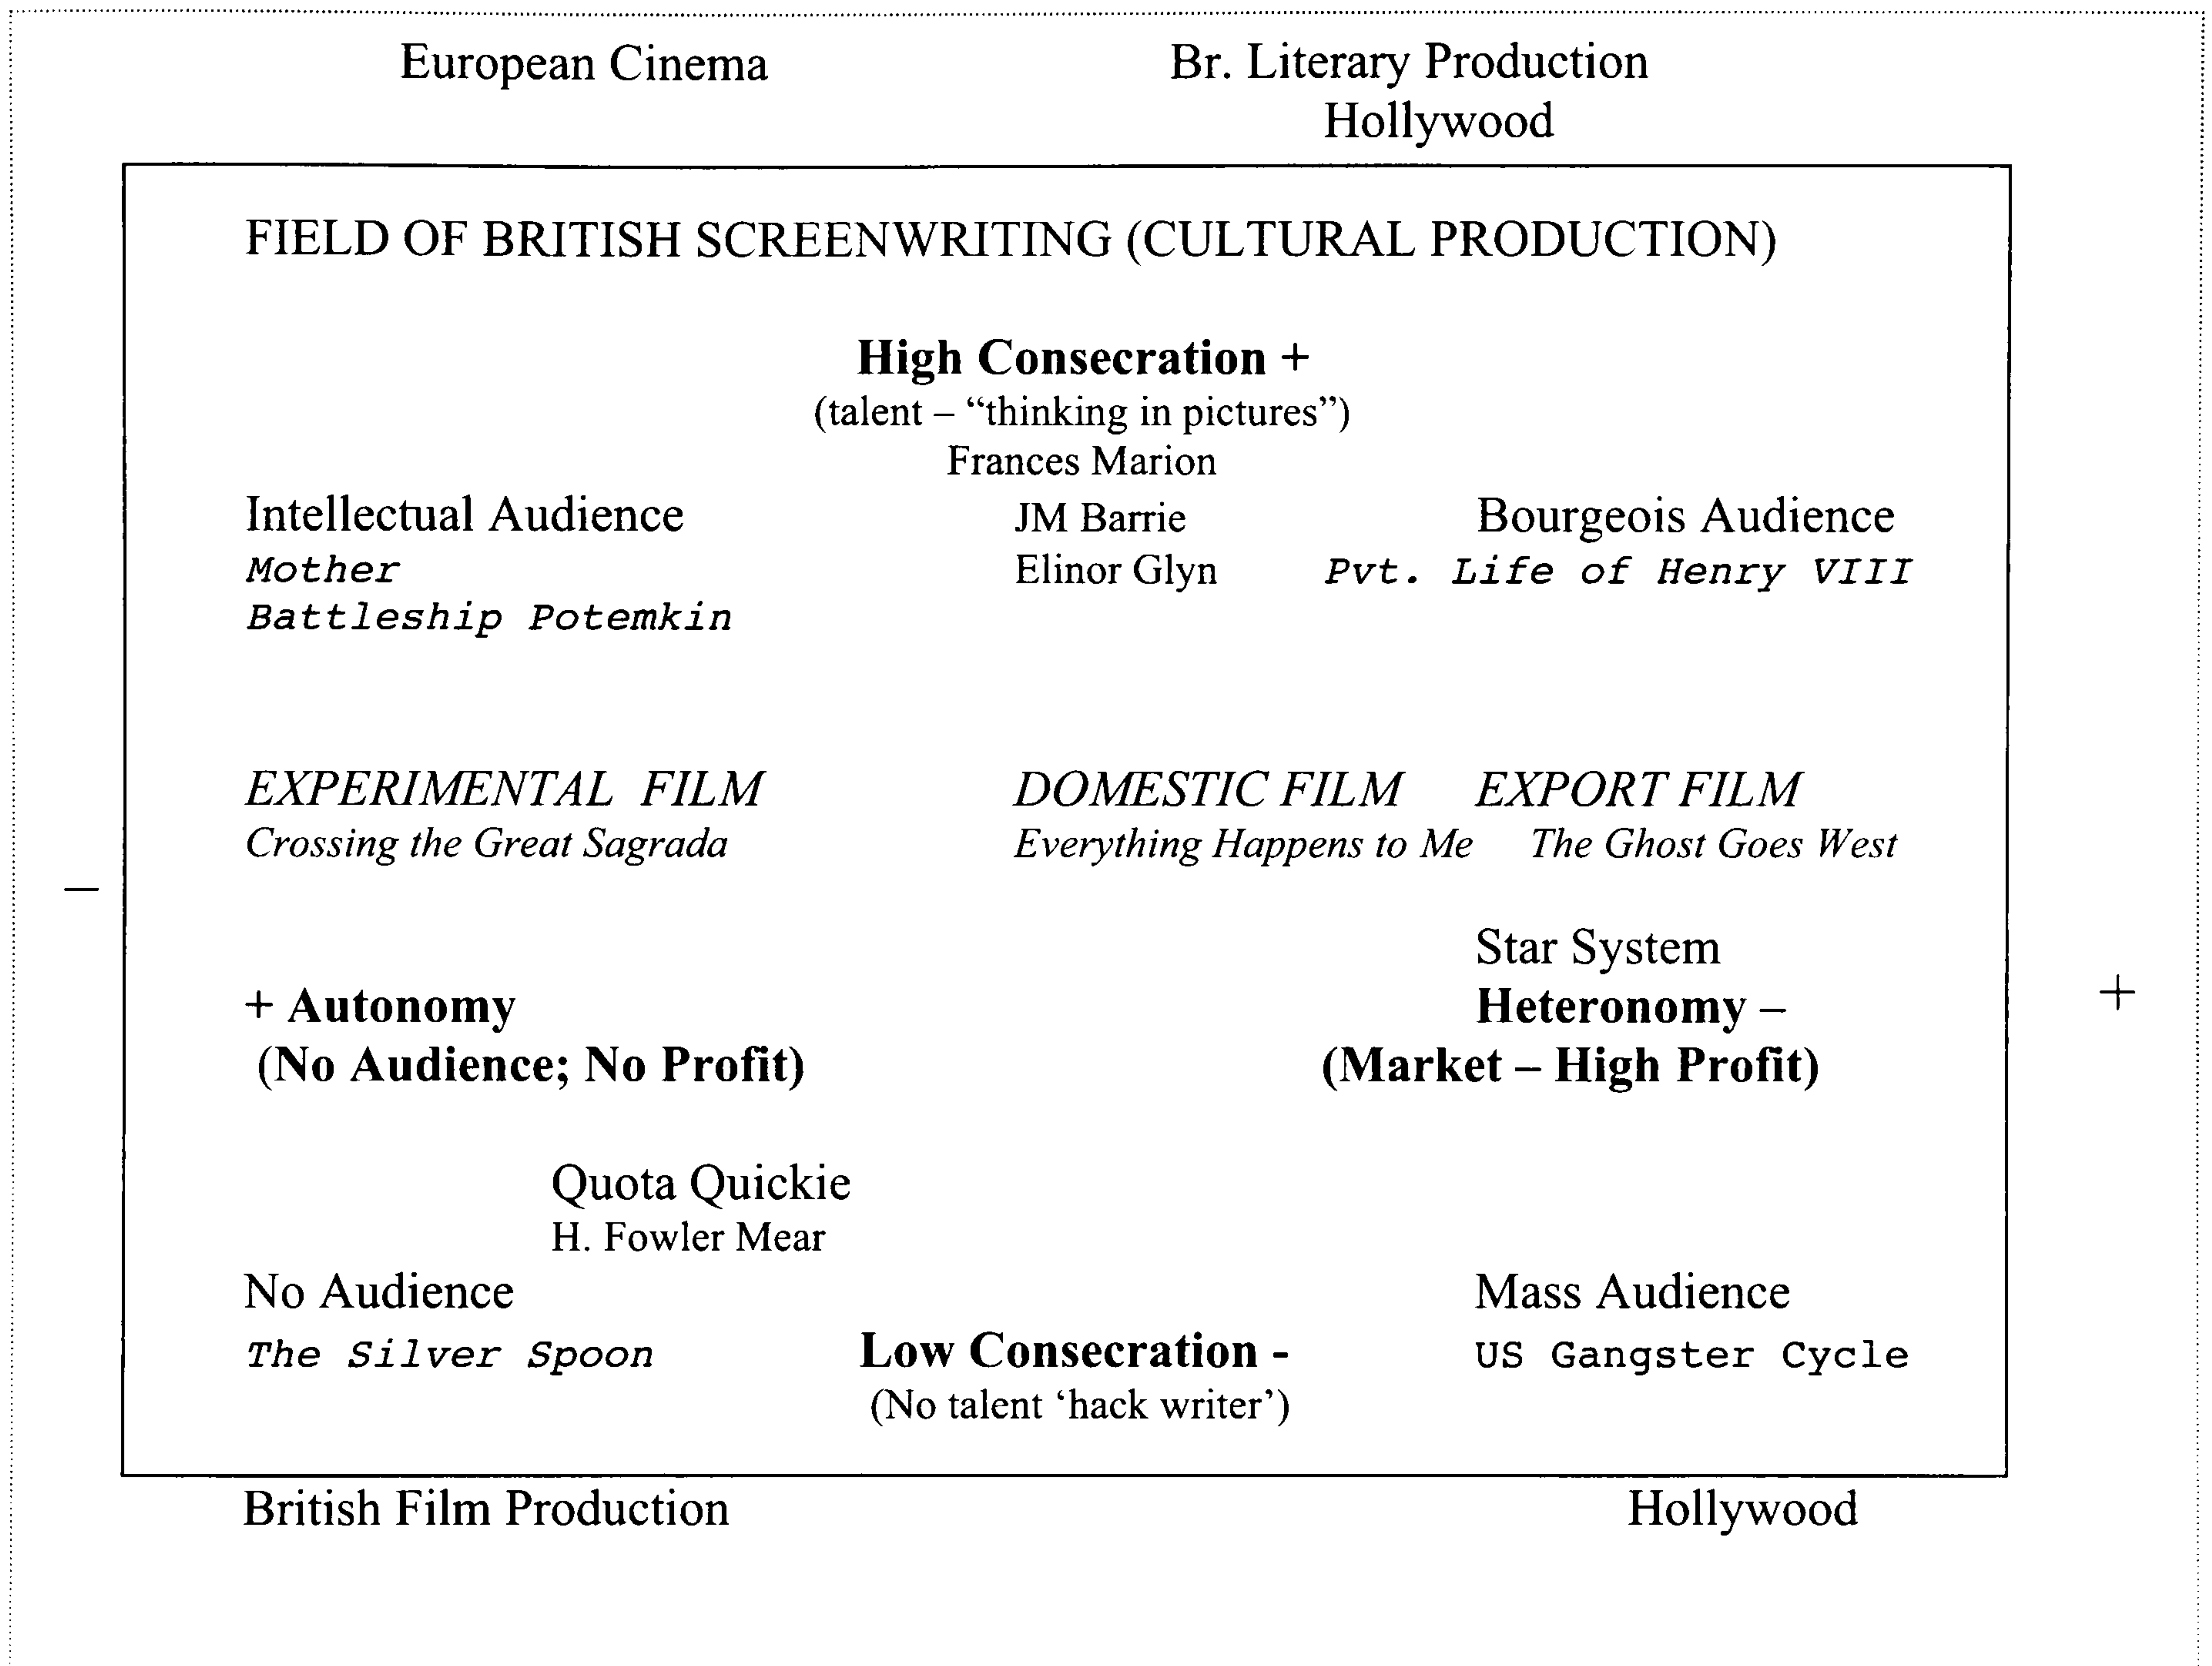 European Cinema
Br. Literary Production
Hollywood
FIELD OF BRITISH SCREENWRITING (CULTURAL PRODUCTION)
High Consecration +
(talent – “thinking in pictures”)
Frances Marion
Intellectual Audience JM Barrie Bourgeois Audience
Mother Elinor Glyn Pvt. Life of Henry VIII
Battleship Potemkin
EXPERIMENTAL FILM DOMESTIC FILM EXPORT FILM
Crossing the Great Sagrada Everything Happens to Me The Ghost Goes West
–
Star System
+ Autonomy Heteronomy – +
(No Audience; No Profit) (Market – High Profit)
Quota Quickie
H. Fowler Mear
No Audience Mass Audience
The Silver Spoon Low Consecration - US Gangster Cycle
(No talent ‘hack writer’)
British Film Production Hollywood